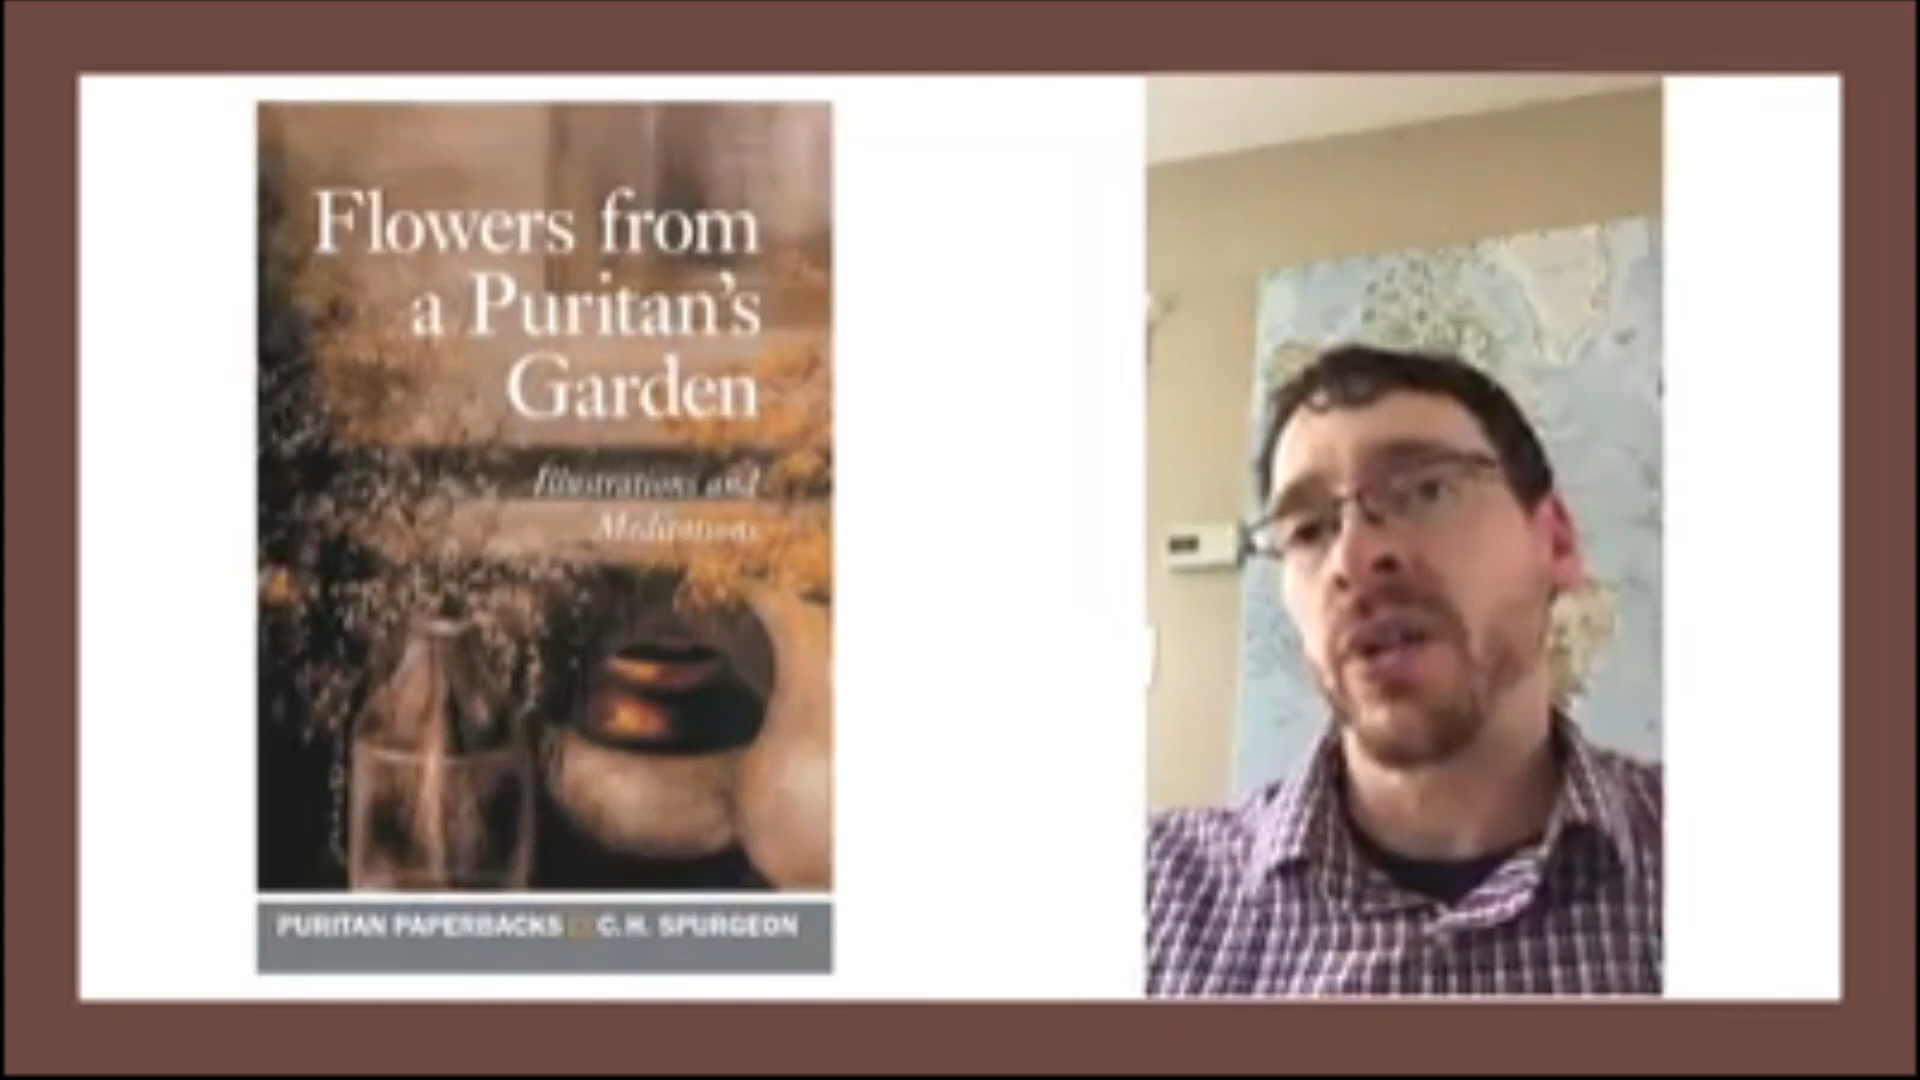 Flowers from
a Puritan's
Garden
Illustrations and
Meditations
PURITAN PAPERBACKS C. H. SPURGEON